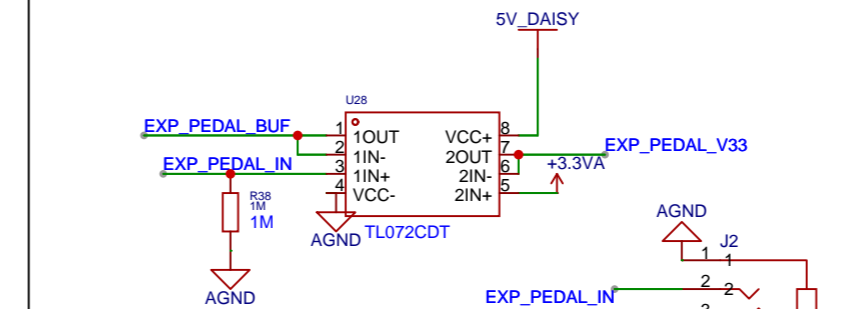 5V_DAISY
U28
EXP_PEDAL_BUF
1 1OUT VCC+ 8
2 1IN- 2OUT 7
EXP_PEDAL_V33
EXP_PEDAL_IN
3 1IN+ 2IN- 6
+3.3VA
4 VCC- 2IN+ 5
R38
1M
1M
AGND
TL072CDT
AGND
AGND
J2
1 1
EXP_PEDAL_IN
2 2